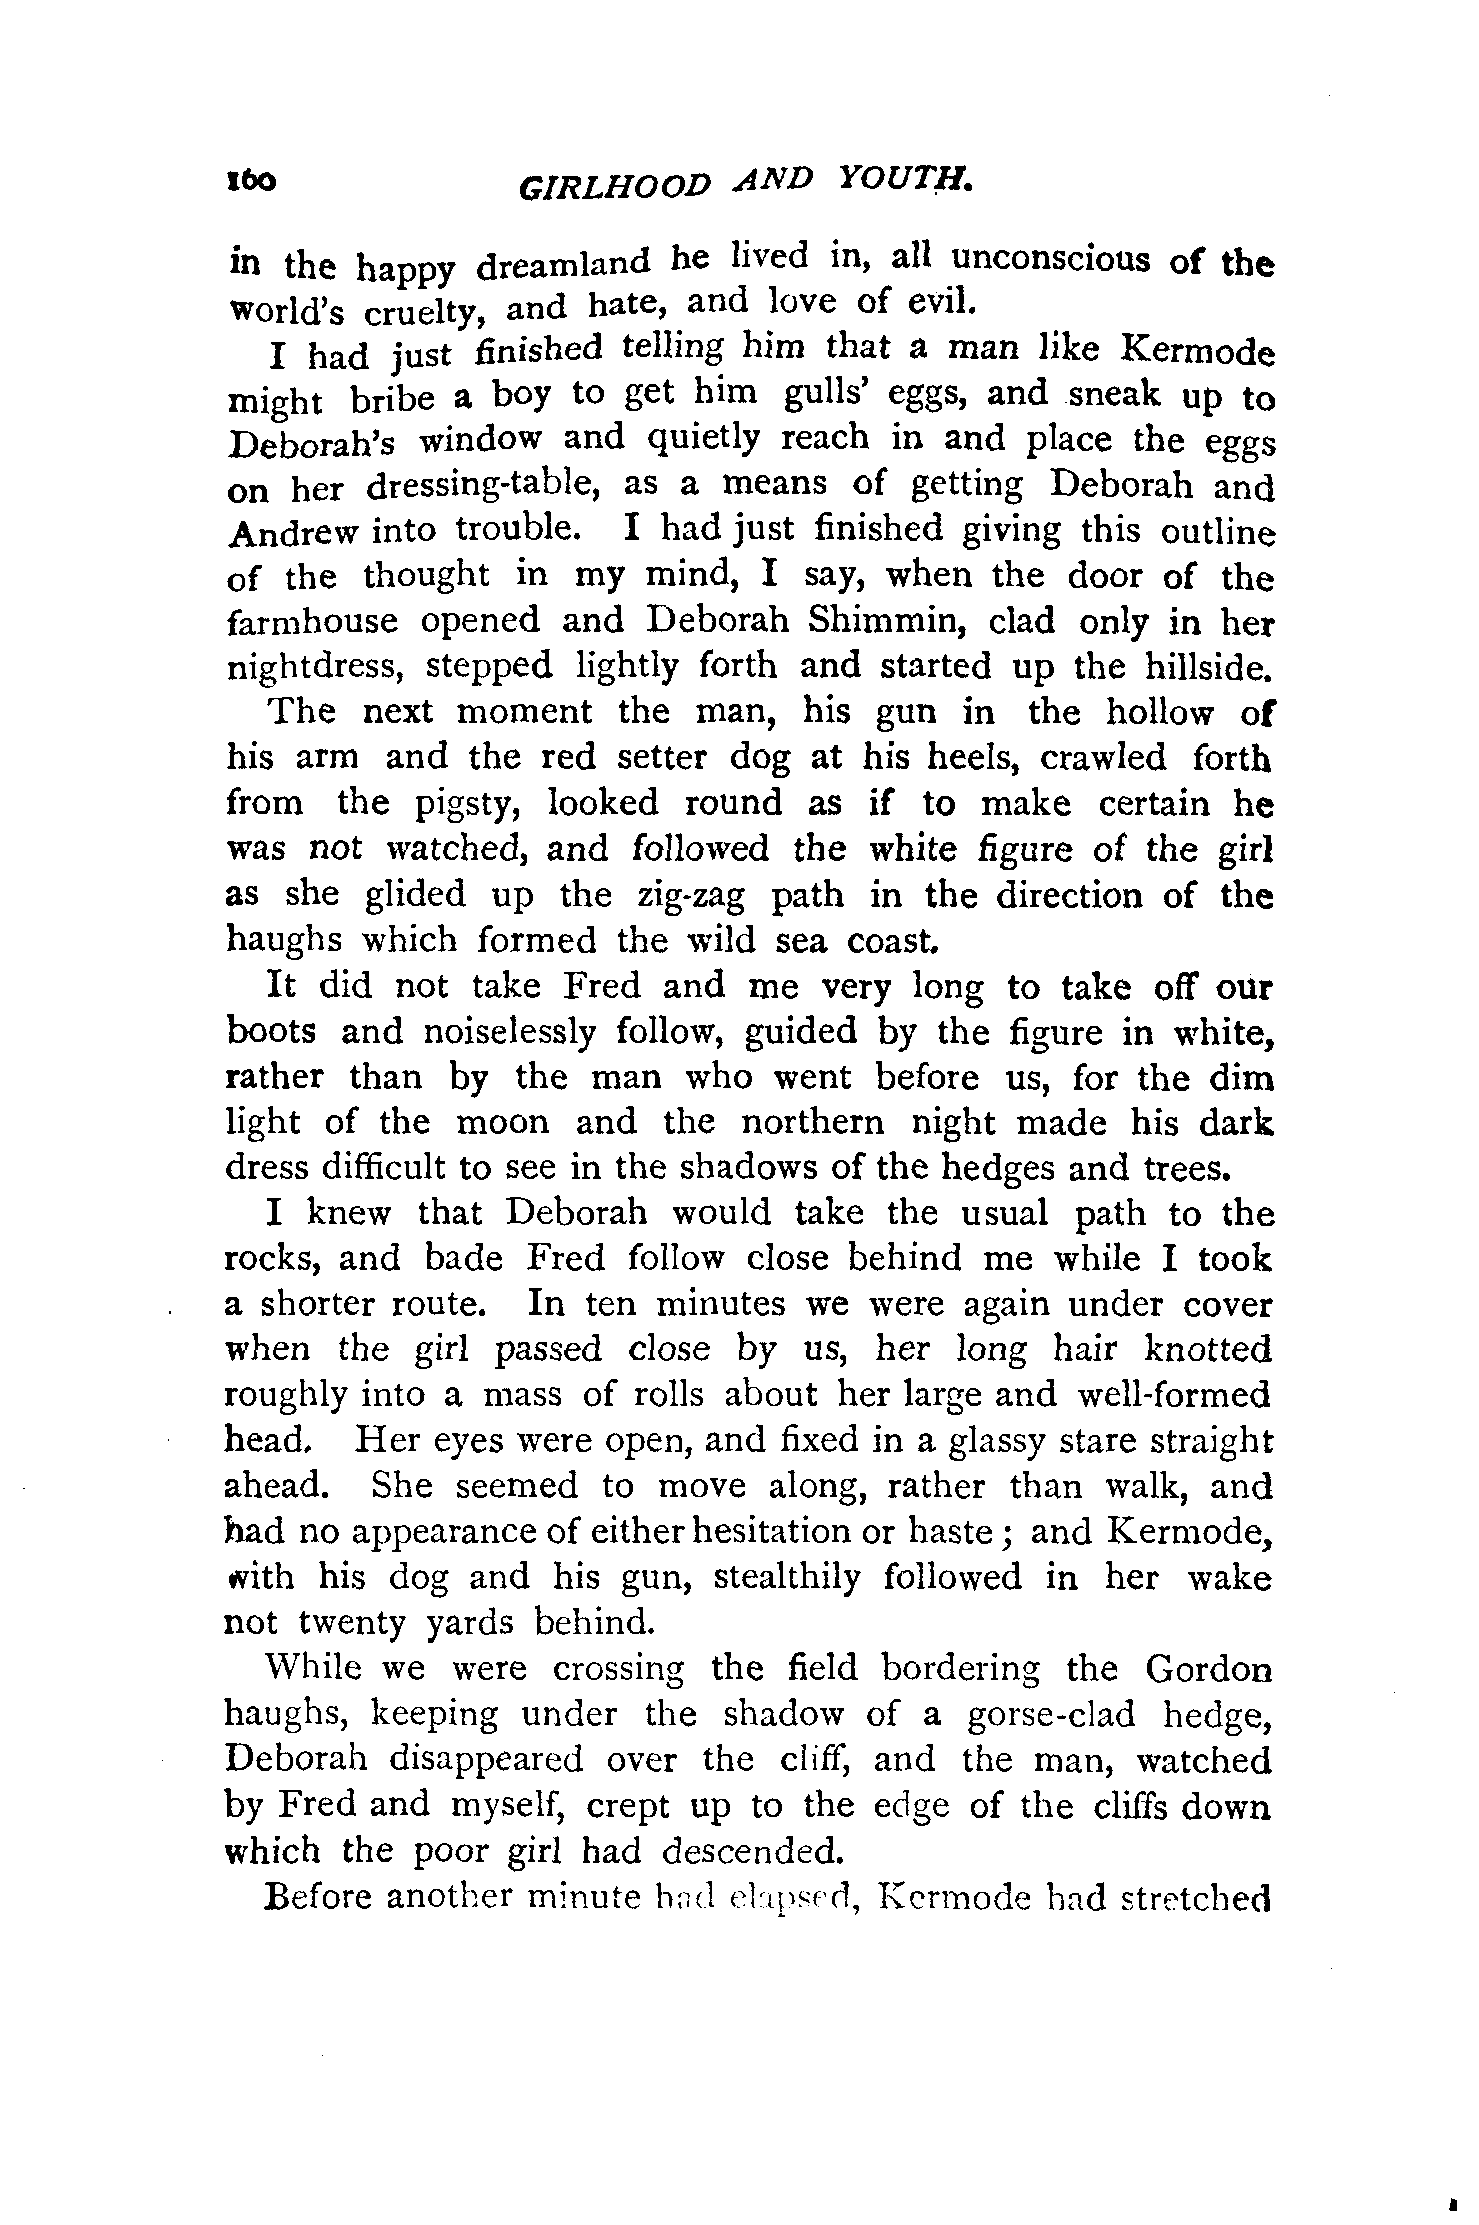 160 GIRLHOOD AND YOUTH.
in the happy dreamland he lived in, all unconscious of the
world's cruelty, and hate, and love of evil.
I had just finished telling him that a man like Kermode
might bribe a boy to get him gulls' eggs, and sneak up to
Deborah's window and quietly reach in and place the eggs
on her dressing-table, as a means of getting Deborah and
Andrew into trouble. I had just finished giving this outline
of the thought in my mind, I say, when the door of the
farmhouse opened and Deborah Shimmin, clad only in her
nightdress, stepped lightly forth and started up the hillside.
The next moment the man, his gun in the hollow of
his arm and the red setter dog at his heels, crawled forth
from the pigsty, looked round as if to make certain he
was not watched, and followed the white figure of the girl
as she glided up the zig-zag path in the direction of the
haughs which formed the wild sea coast.
It did not take Fred and me very long to take off our
boots and noiselessly follow, guided by the figure in white,
rather than by the man who went before us, for the dim
light of the moon and the northern night made his dark
dress difficult to see in the shadows of the hedges and trees.
I knew that Deborah would take the usual path to the
rocks, and bade Fred follow close behind me while I took
a shorter route. In ten minutes we were again under cover
when the girl passed close by us, her long hair knotted
roughly into a mass of rolls about her large and well-formed
head. Her eyes were open, and fixed in a glassy stare straight
ahead. She seemed to move along, rather than walk, and
had no appearance of either hesitation or haste; and Kermode,
with his dog and his gun, stealthily followed in her wake
not twenty yards behind.
While we were crossing the field bordering the Gordon
haughs, keeping under the shadow of a gorse-clad hedge,
Deborah disappeared over the cliff, and the man, watched
by Fred and myself, crept up to the edge of the cliffs down
which the poor girl had descended.
Before another minute had elapsed, Kermode had stretched